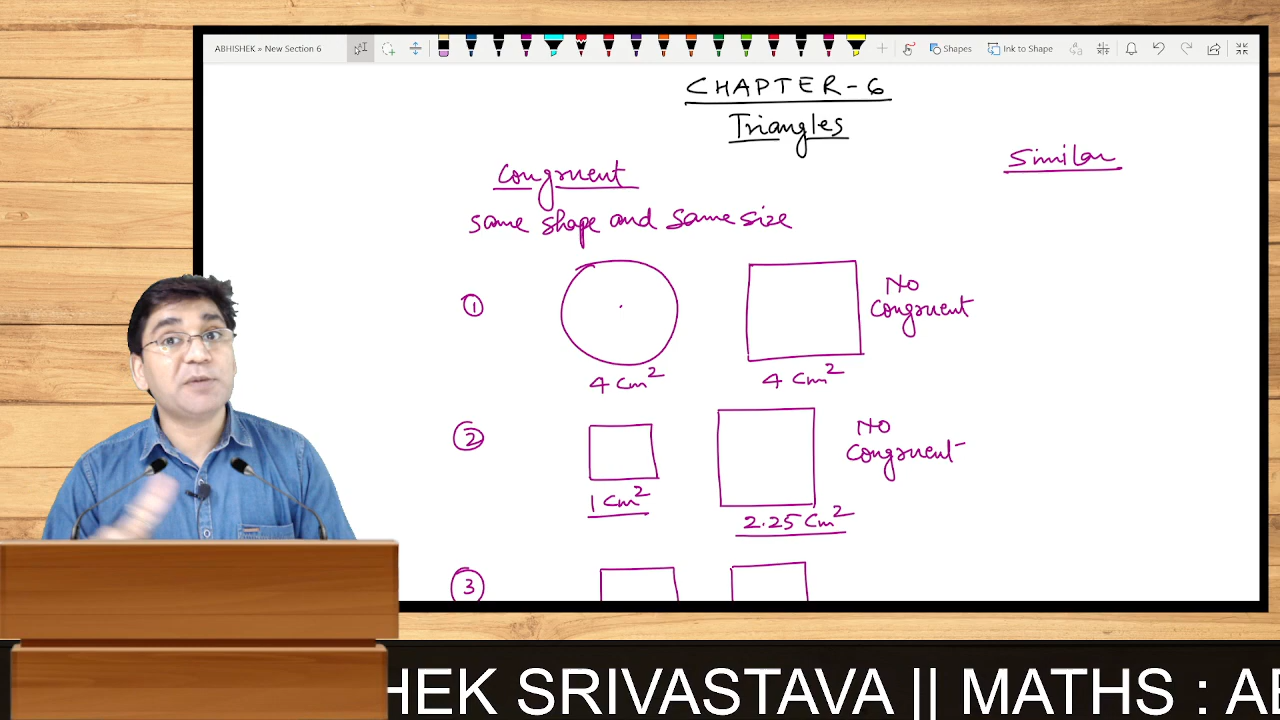 ABHISHEK » New Section 6
Shapes
Ink to Shape
CHAPTER-6
Triangles
Congruent
Similar
same shape and same size
①
No
Congruent
4 cm²
4 cm²
②
No
Congruent
1 cm²
2.25 cm²
③
HEK SRIVASTAVA || MATHS : AB